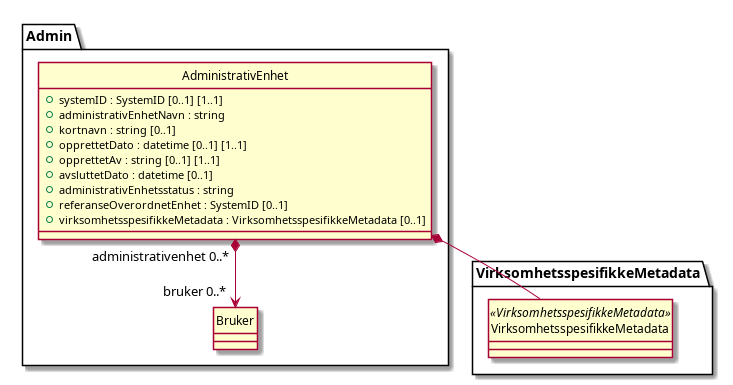 Admin
AdministrativEnhet
systemID : SystemID [0..1] [1..1]
administrativEnhetNavn : string
kortnavn : string [0..1]
opprettetDato : datetime [0..1] [1..1]
opprettetAv : string [0..1] [1..1]
avsluttetDato : datetime [0..1]
administrativEnhetsstatus : string
referanseOverordnetEnhet : SystemID [0..1]
virksomhetsspesifikkeMetadata : VirksomhetsspesifikkeMetadata [0..1]
administrativenhet 0..*
bruker 0..*
Bruker
VirksomhetsspesifikkeMetadata
«VirksomhetsspesifikkeMetadata»
VirksomhetsspesifikkeMetadata